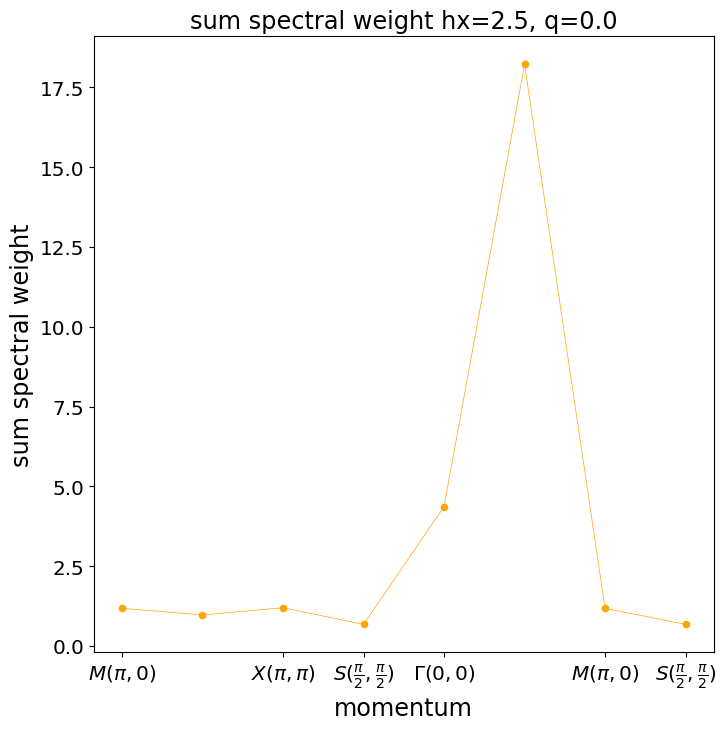 sum spectral weight hx=2.5, q=0.0
sum spectral weight
17.5
15.0
12.5
10.0
7.5
5.0
2.5
0.0
M(π, 0) X(π, π) S(π/2, π/2) Γ(0, 0) M(π, 0) S(π/2, π/2)
momentum